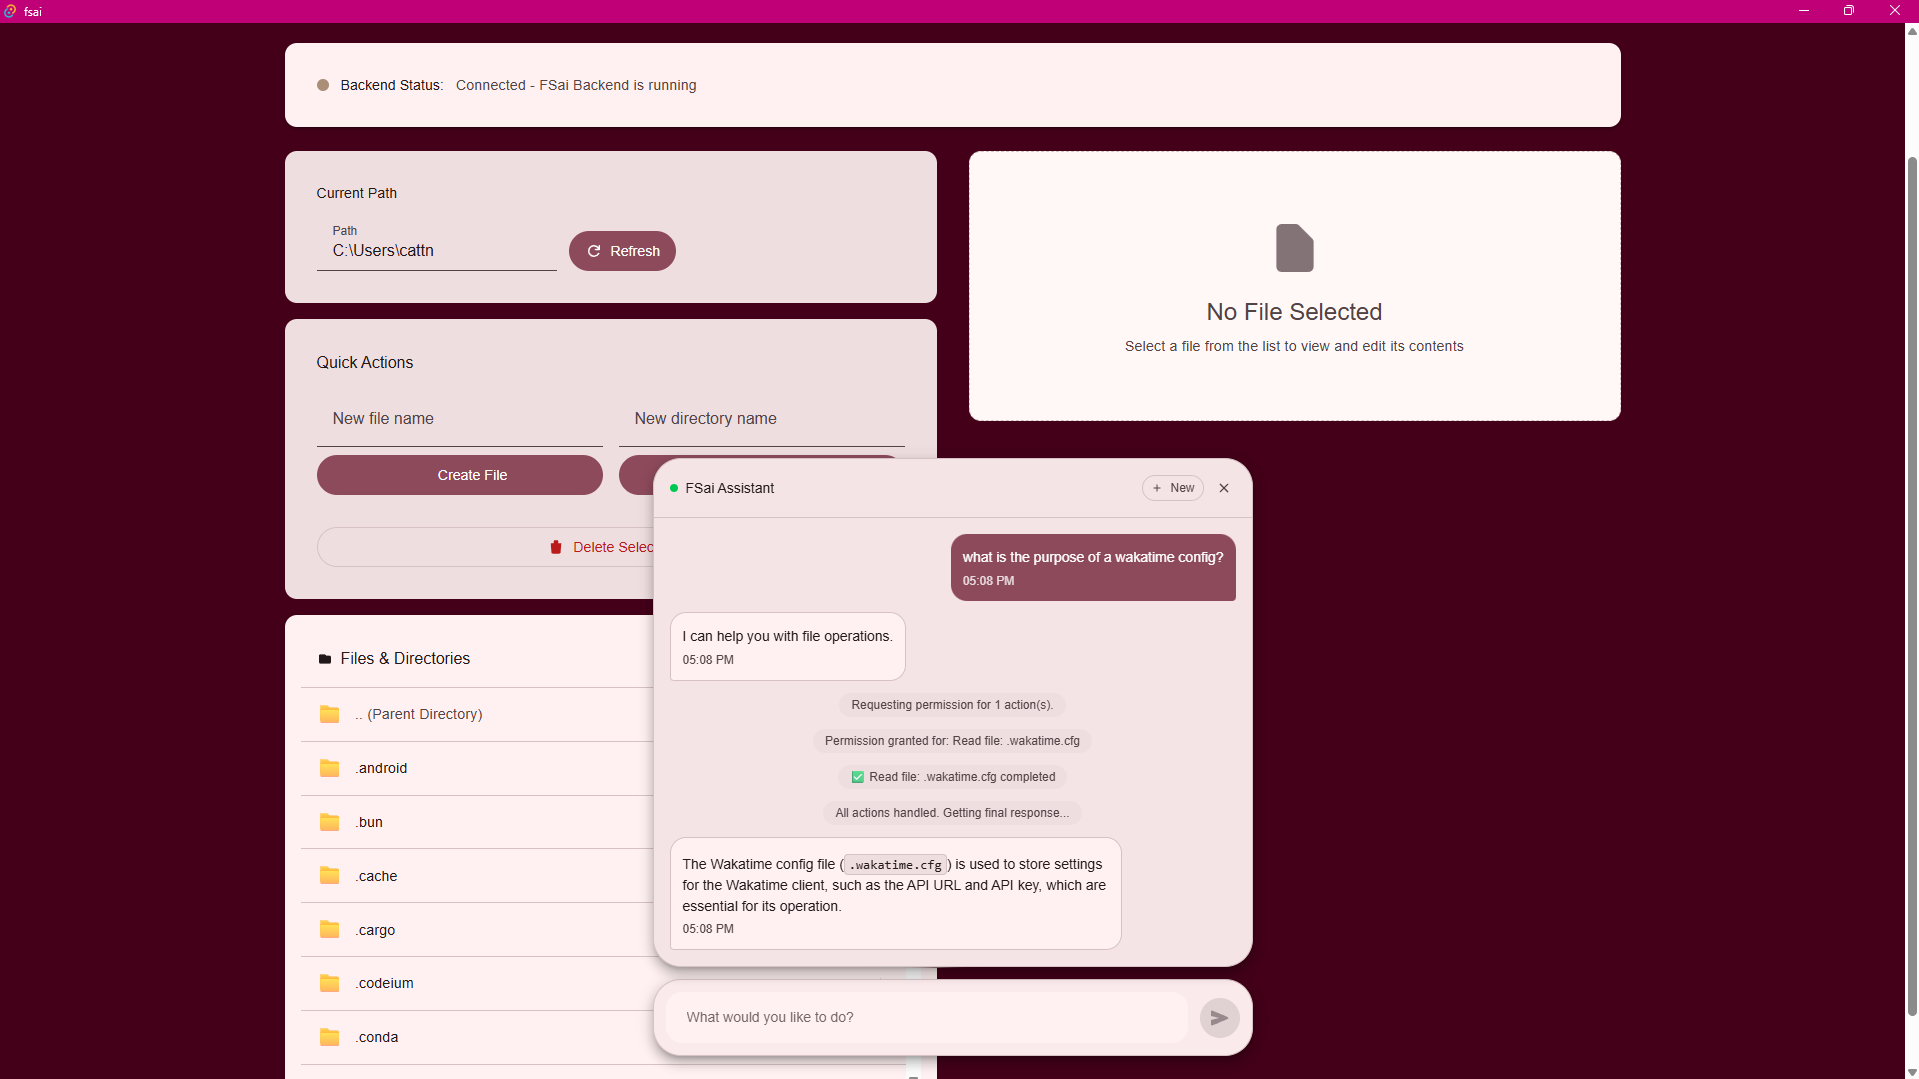 fsai
Backend Status: Connected - FSai Backend is running
Current Path
Path
C:\Users\cattn
Refresh
No File Selected
Select a file from the list to view and edit its contents
Quick Actions
New file name
New directory name
Create File
Delete Selec
Files & Directories
.. (Parent Directory)
.android
.bun
.cache
.cargo
.codeium
.conda
FSai Assistant
+ New
what is the purpose of a wakatime config?
05:08 PM
I can help you with file operations.
05:08 PM
Requesting permission for 1 action(s).
Permission granted for: Read file: .wakatime.cfg
✅ Read file: .wakatime.cfg completed
All actions handled. Getting final response...
The Wakatime config file (.wakatime.cfg) is used to store settings
for the Wakatime client, such as the API URL and API key, which are
essential for its operation.
05:08 PM
What would you like to do?